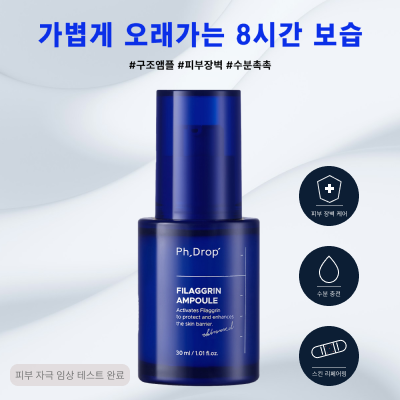 가볍게 오래가는 8시간 보습
#구조앰플 #피부장벽 #수분촉촉
Ph₂Drop
FILAGGRIN
AMPOULE
Activates Filaggrin
to protect and enhances
the skin barrier.
30 ml / 1.01 fl.oz.
피부 장벽 케어
수분 충전
스킨 리페어링
피부 자극 임상 테스트 완료